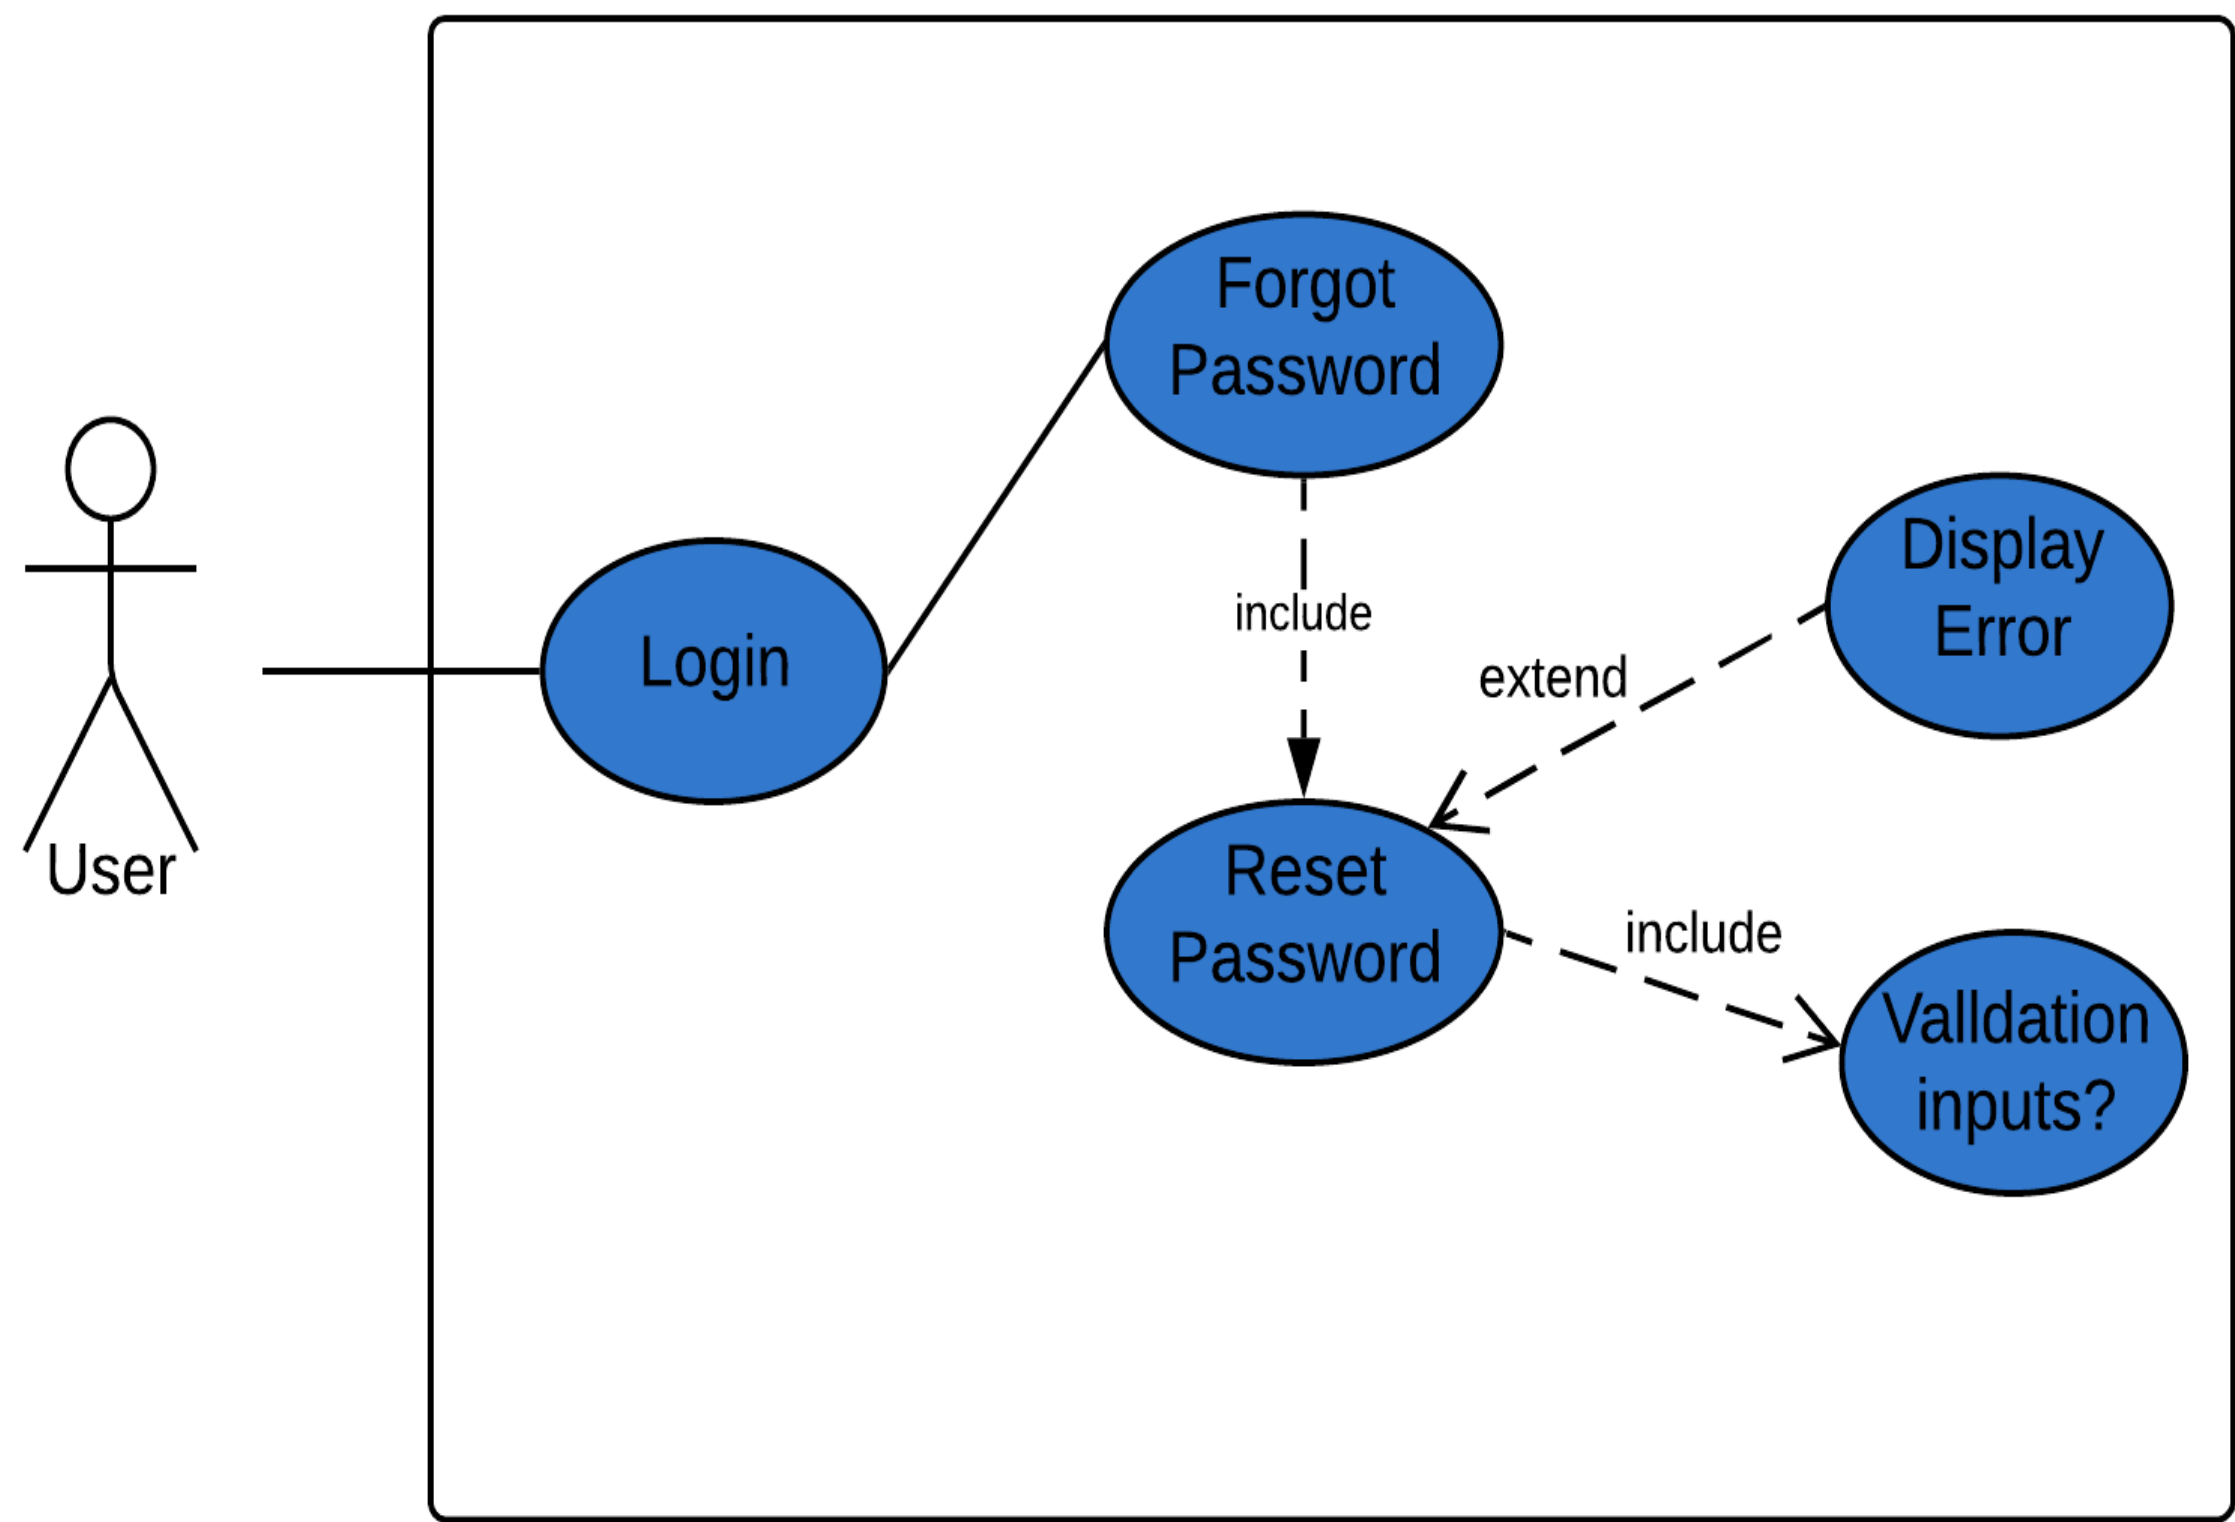 Forgot
Password
Display
Error
include
Login
extend
User
Reset
Password
include
Valldation
inputs?